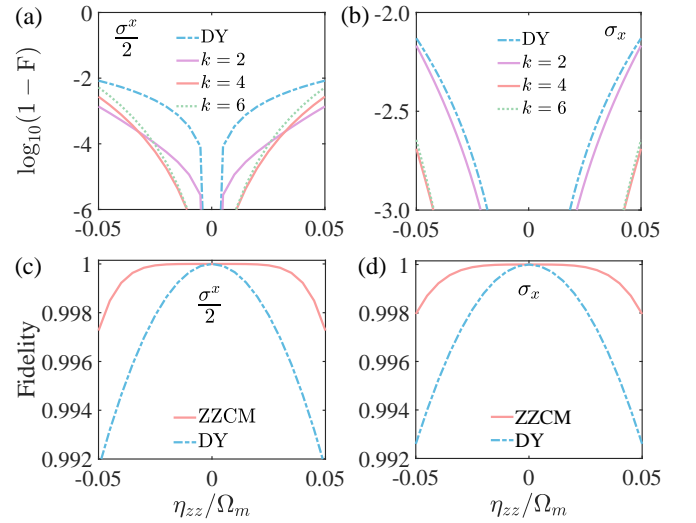 (a)
σ^x/2
DY
k = 2
k = 4
k = 6
log₁₀(1 − F)
0
-2
-4
-6
-0.05 0 0.05
(b)
σₓ
DY
k = 2
k = 4
k = 6
-2.0
-2.5
-3.0
-0.05 0 0.05
(c)
σ^x/2
ZZCM
DY
Fidelity
1
0.998
0.996
0.994
0.992
-0.05 0 0.05
η_zz/Ω_m
(d)
σₓ
ZZCM
DY
1
0.998
0.996
0.994
0.992
-0.05 0 0.05
η_zz/Ω_m